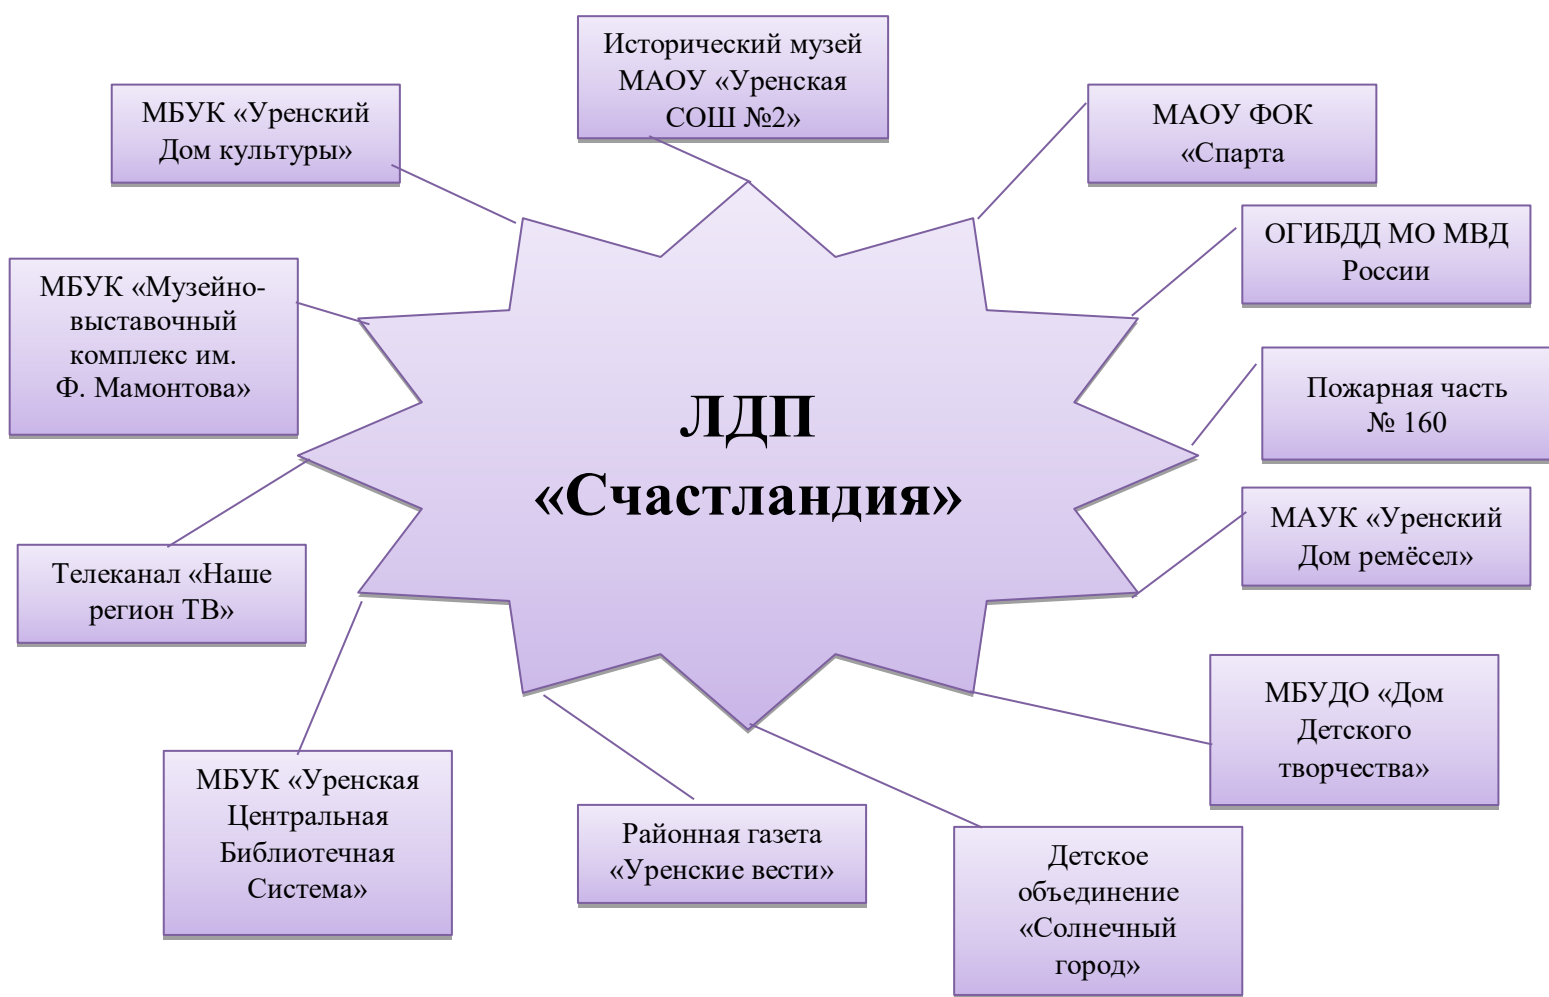 Исторический музей
МАОУ «Уренская
СОШ №2»
МБУК «Уренский
Дом культуры»
МАОУ ФОК
«Спарта
ОГИБДД МО МВД
России
МБУК «Музейно-
выставочный
комплекс им.
Ф. Мамонтова»
Пожарная часть
№ 160
ЛДП
«Счастландия»
МАУК «Уренский
Дом ремёсел»
Телеканал «Наше
регион ТВ»
МБУДО «Дом
Детского
творчества»
МБУК «Уренская
Центральная
Библиотечная
Система»
Районная газета
«Уренские вести»
Детское
объединение
«Солнечный
город»